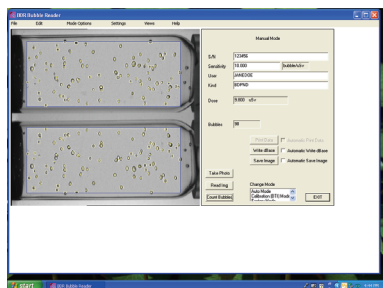 BDR Bubble Reader
File Edit Mode Options Settings Views Help
Manual Mode
S/N 123456
Sensitivity 10.000 bubble/uSv
User JANEDOE
Kind BDPND
Dose 9.800 uSv
Bubbles 98
Print Data Automatic Print Data
Write dBase Automatic Write dBase
Save Image Automatic Save Image
Take Photo
Read Img Change Mode
Count Bubbles Auto Mode
Calibration (BTI) Mode
EXIT
start BDR Bubble Reader